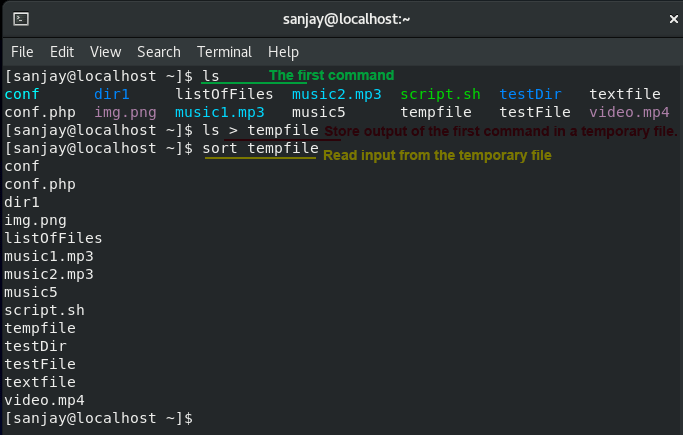 sanjay@localhost:~
File Edit View Search Terminal Help
[sanjay@localhost ~]$ ls The first command
conf dir1 listOfFiles music2.mp3 script.sh testDir textfile
conf.php img.png music1.mp3 music5 tempfile testFile video.mp4
[sanjay@localhost ~]$ ls > tempfile Store output of the first command in a temporary file.
[sanjay@localhost ~]$ sort tempfile Read input from the temporary file
conf
conf.php
dir1
img.png
listOfFiles
music1.mp3
music2.mp3
music5
script.sh
tempfile
testDir
testFile
textfile
video.mp4
[sanjay@localhost ~]$